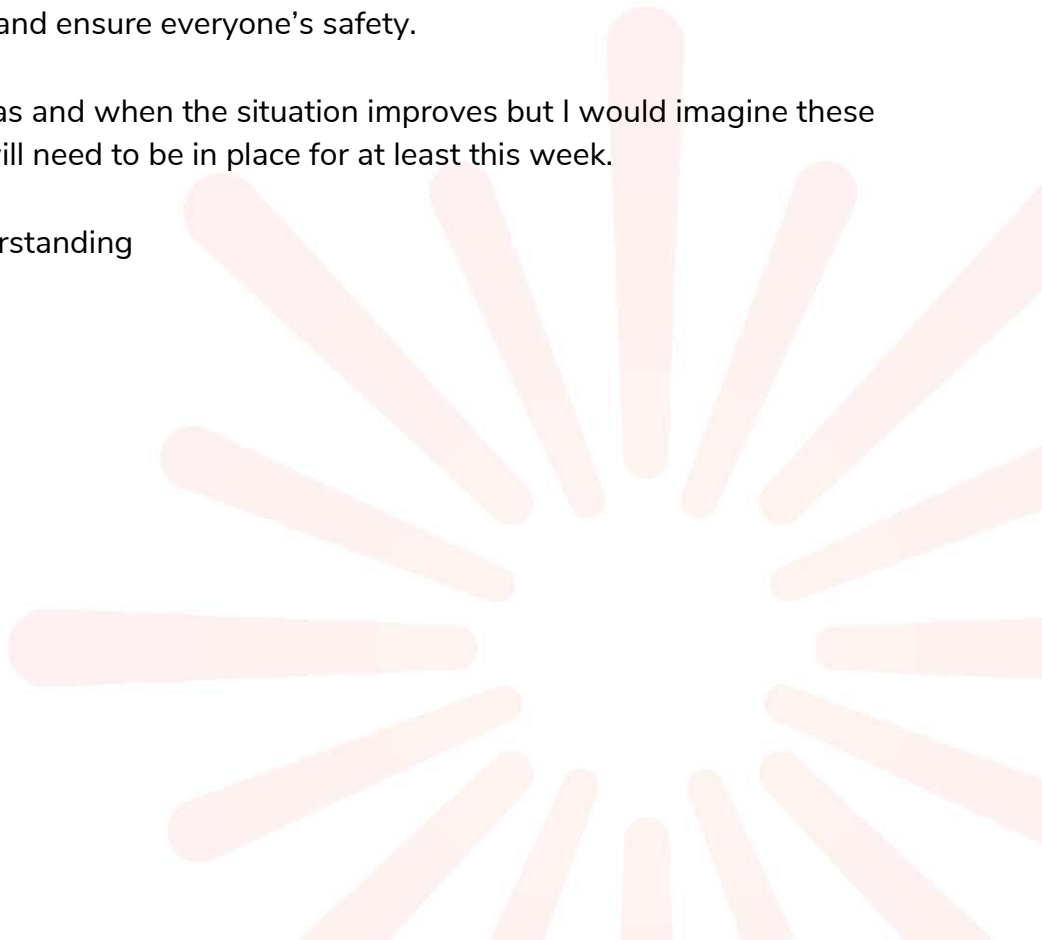 and ensure everyone’s safety.
as and when the situation improves but I would imagine these
ill need to be in place for at least this week.
rstanding